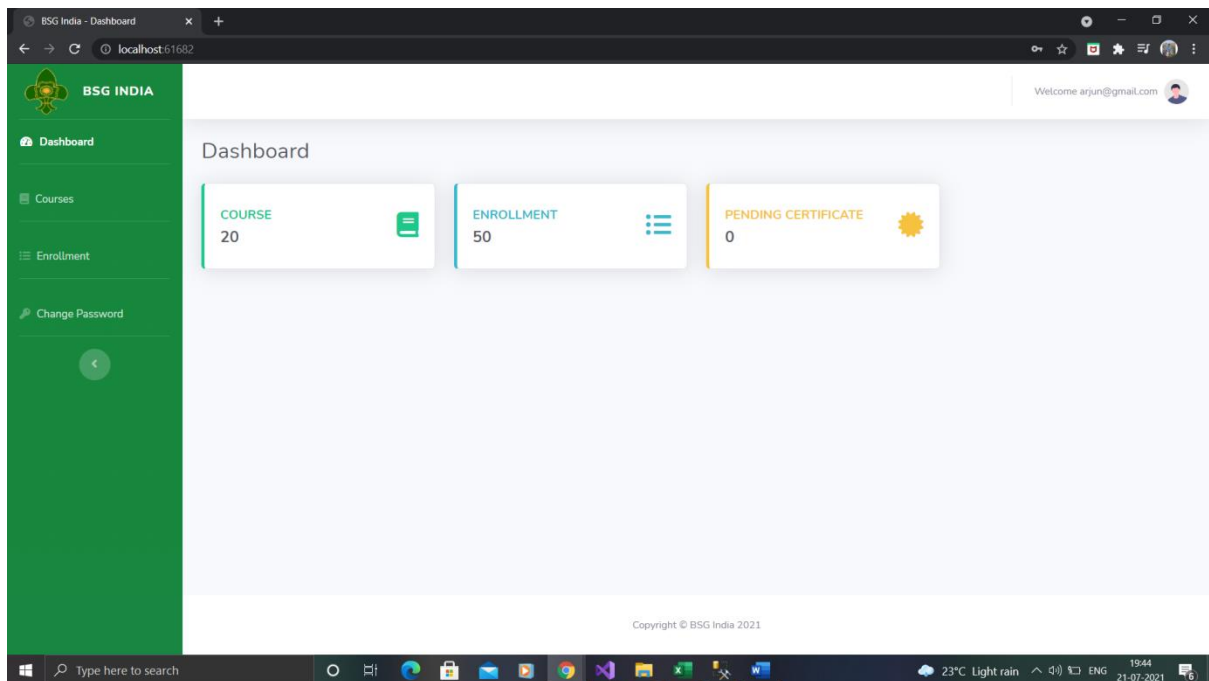 BSG India - Dashboard
localhost:61682
BSG INDIA
Welcome arjun@gmail.com
Dashboard
Courses
Enrollment
Change Password
Dashboard
COURSE
20
ENROLLMENT
50
PENDING CERTIFICATE
0
Copyright © BSG India 2021
Type here to search
23°C Light rain
ENG
19:44
21-07-2021
6